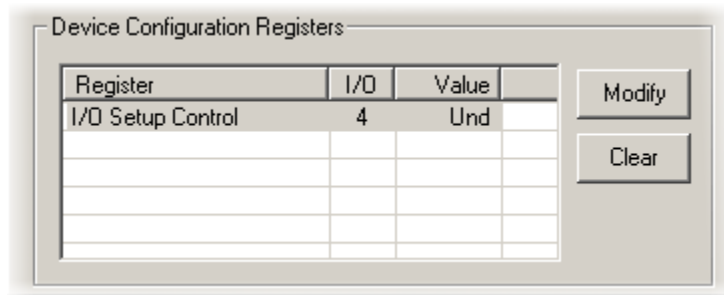 Device Configuration Registers
Register I/O Value
I/O Setup Control 4 Und
Modify
Clear